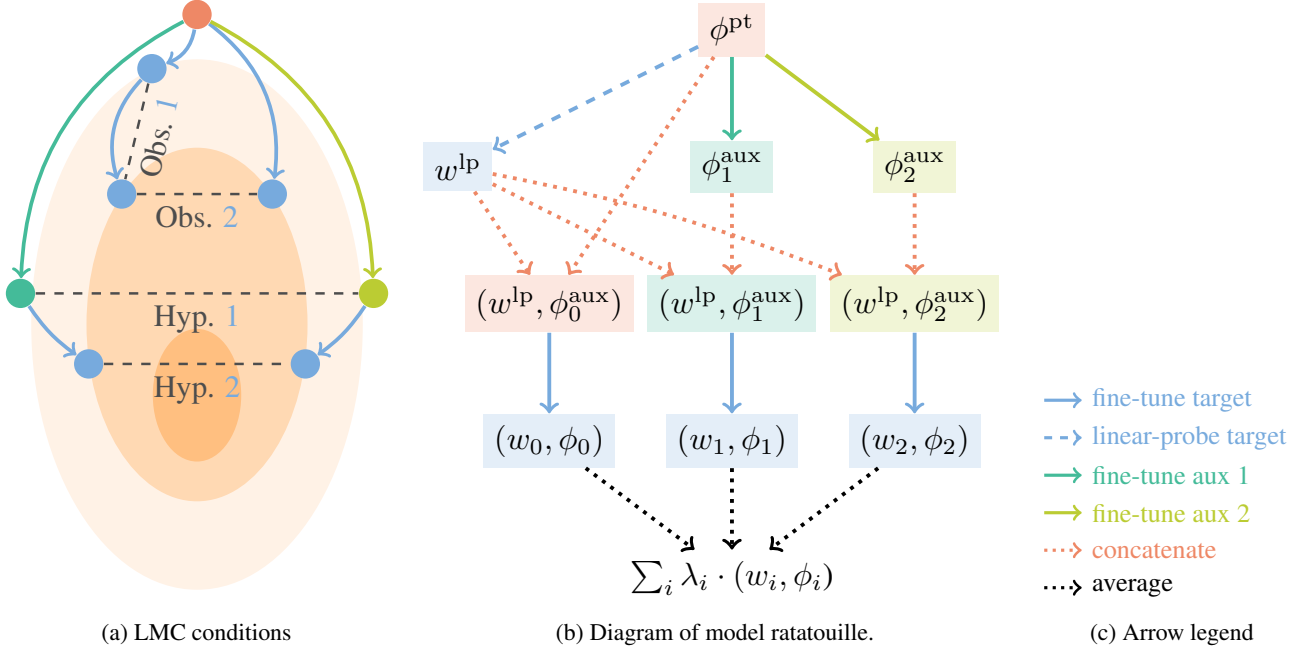 Obs. 1
Obs. 2
Hyp. 1
Hyp. 2
(a) LMC conditions
ϕ^pt
w^lp
ϕ_1^aux
ϕ_2^aux
(w^lp, ϕ_0^aux)
(w^lp, ϕ_1^aux)
(w^lp, ϕ_2^aux)
(w_0, ϕ_0)
(w_1, ϕ_1)
(w_2, ϕ_2)
∑_i λ_i · (w_i, ϕ_i)
(b) Diagram of model ratatouille.
fine-tune target
linear-probe target
fine-tune aux 1
fine-tune aux 2
concatenate
average
(c) Arrow legend